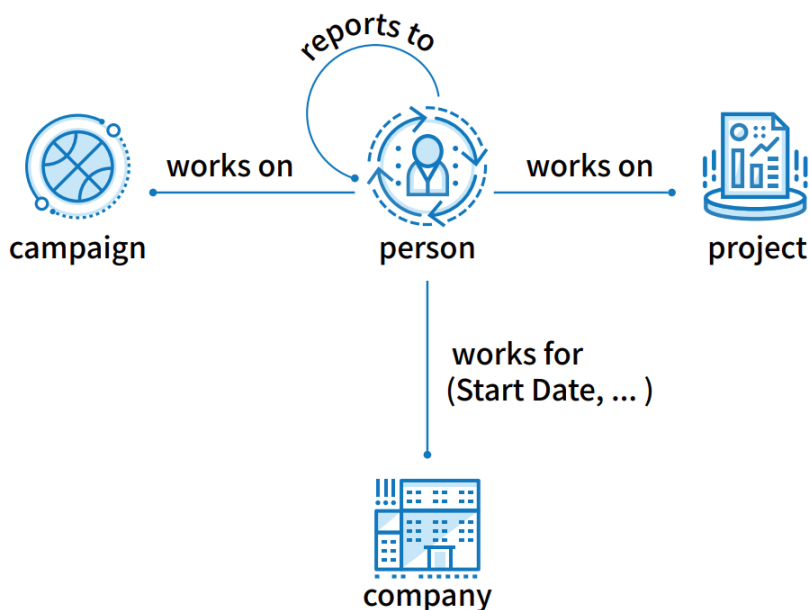 reports to
works on
works on
campaign
person
project
works for
(Start Date, ... )
company